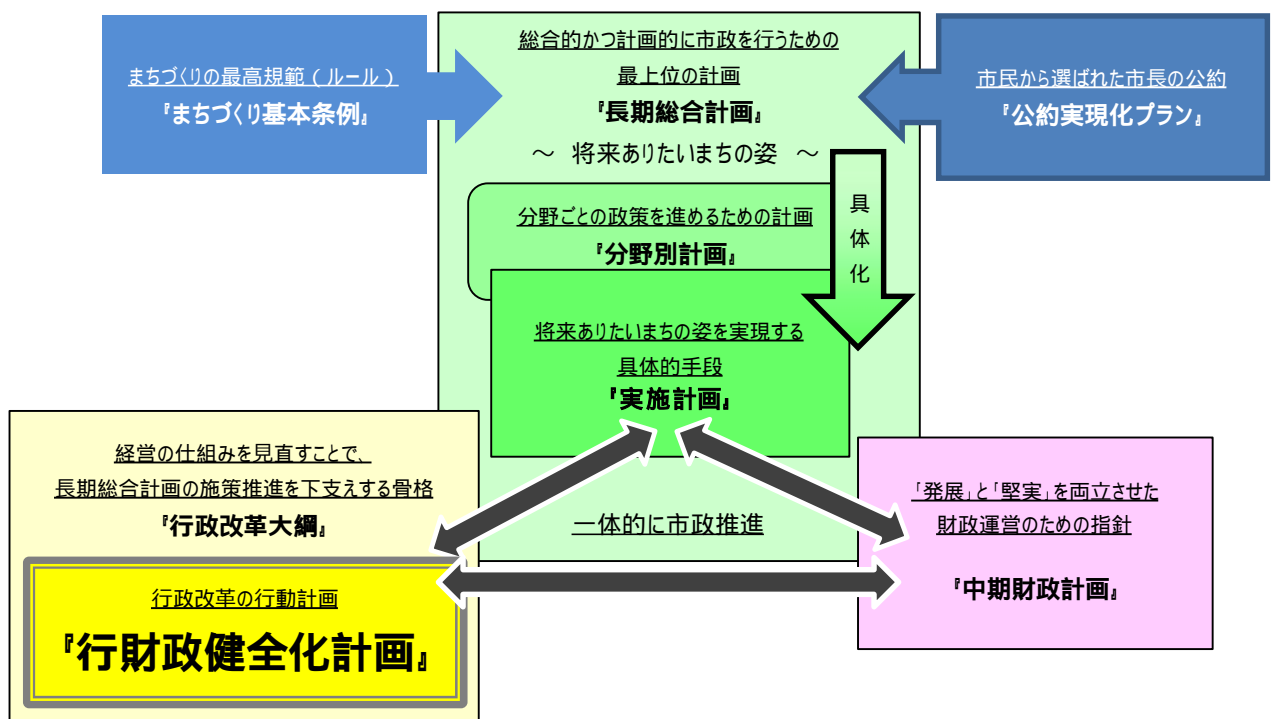 まちづくりの最高規範（ルール）
『まちづくり基本条例』
総合的かつ計画的に市政を行うための
最上位の計画
『長期総合計画』
～ 将来ありたいまちの姿 ～
市民から選ばれた市長の公約
『公約実現化プラン』
分野ごとの政策を進めるための計画
『分野別計画』
具
体
化
将来ありたいまちの姿を実現する
具体的手段
『実施計画』
経営の仕組みを見直すことで、
長期総合計画の施策推進を下支えする骨格
『行政改革大綱』
行政改革の行動計画
『行財政健全化計画』
一体的に市政推進
「発展」と「堅実」を両立させた
財政運営のための指針
『中期財政計画』